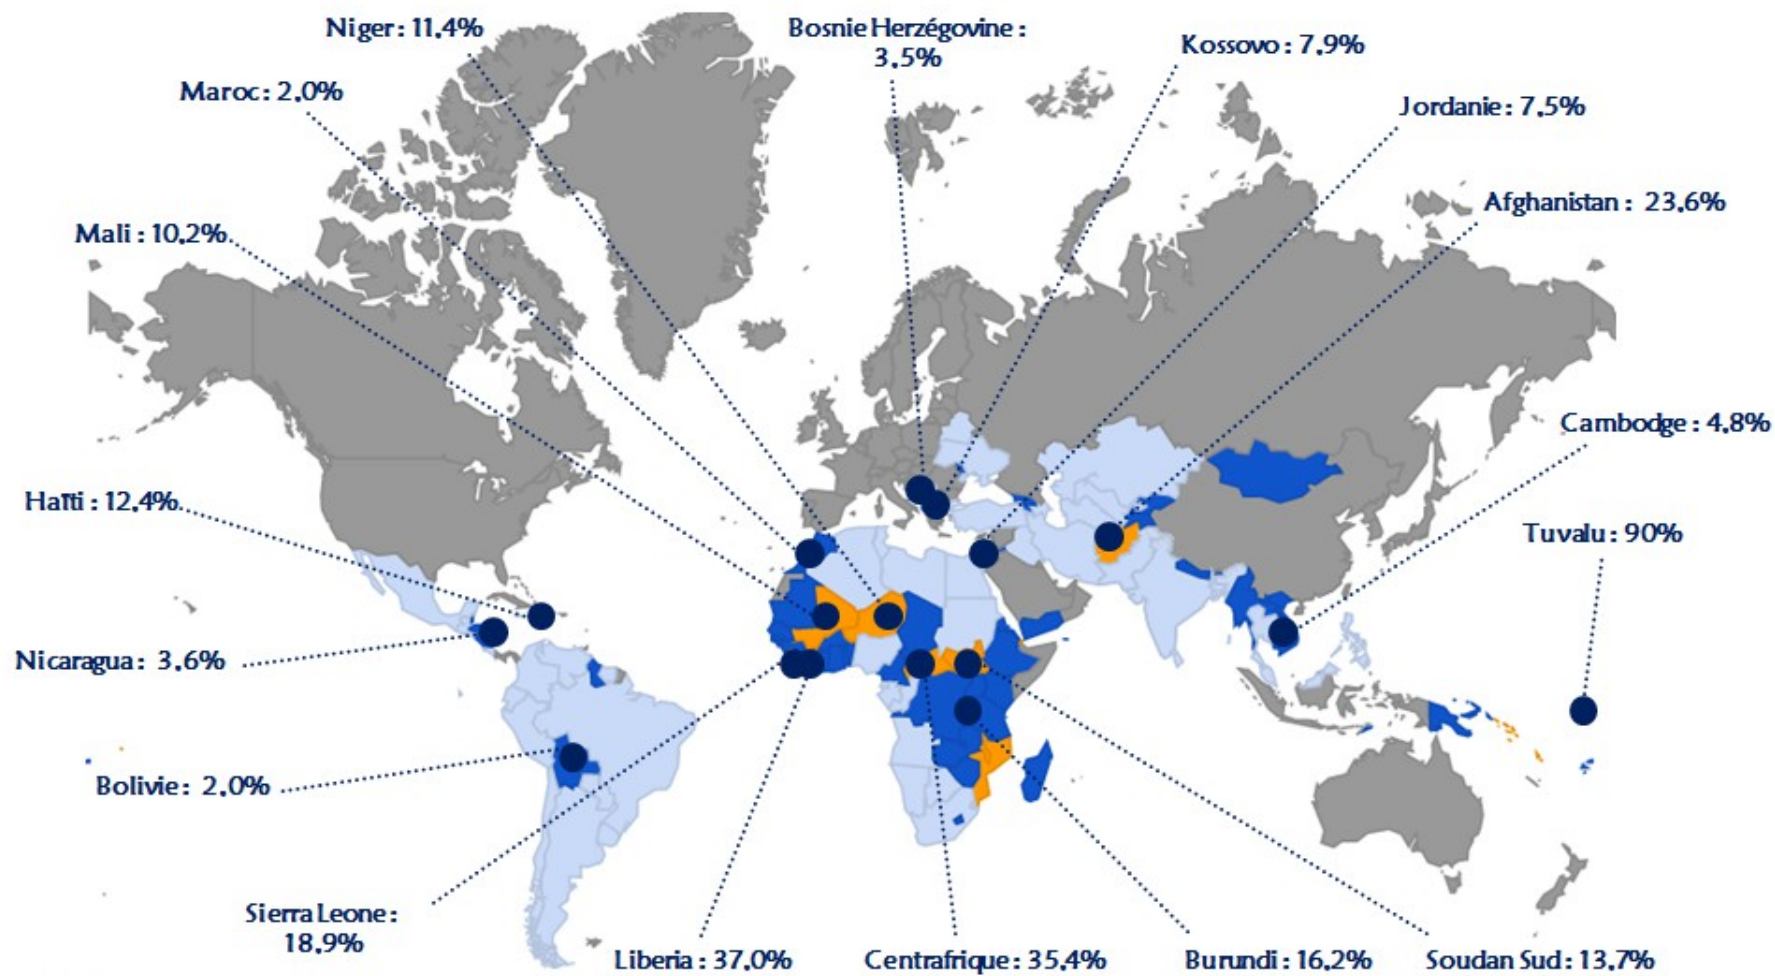 Niger : 11,4%
Bosnie Herzégovine :
3,5%
Kossovo : 7,9%
Maroc : 2,0%
Jordanie : 7,5%
Afghanistan : 23,6%
Mali : 10,2%
Cambodge : 4,8%
Haïti : 12,4%
Tuvalu : 90%
Nicaragua : 3,6%
Bolivie : 2,0%
Sierra Leone :
18,9%
Liberia : 37,0%
Centrafrique : 35,4%
Burundi : 16,2%
Soudan Sud : 13,7%